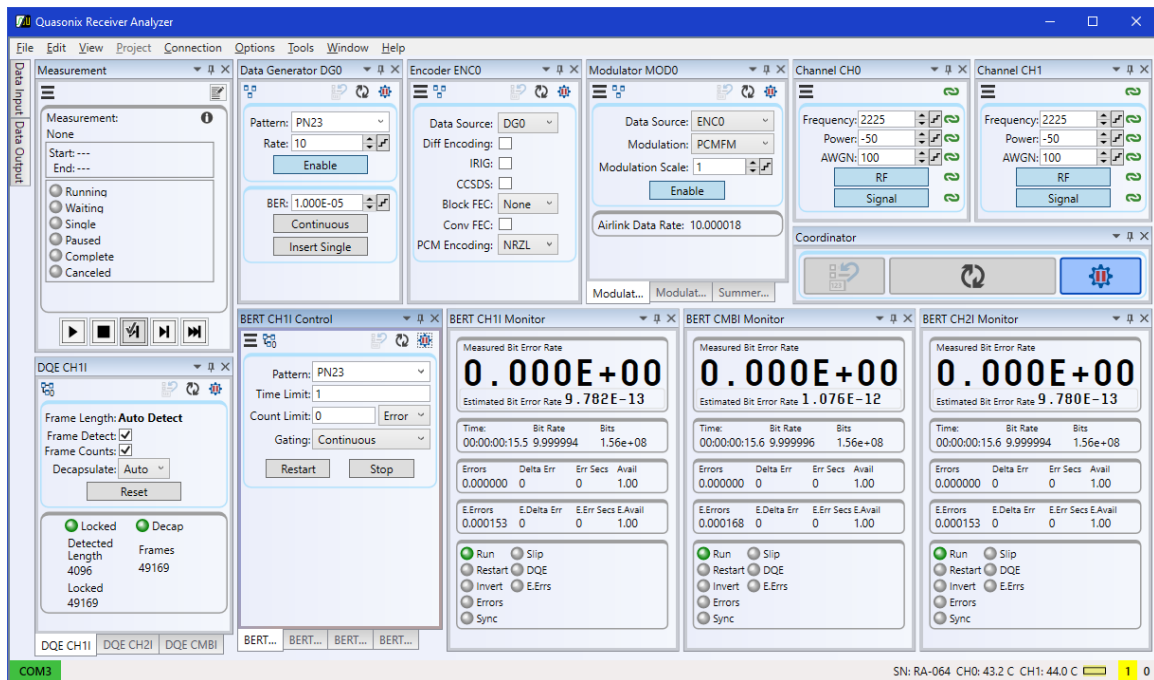 Quasonix Receiver Analyzer
File Edit View Project Connection Options Tools Window Help
Data Input
Data Output
Measurement
Measurement:
None
Start: ---
End: ---
Running
Waiting
Single
Paused
Complete
Canceled
DQE CH1I
Frame Length: Auto Detect
Frame Detect:
Frame Counts:
Decapsulate: Auto
Reset
Locked Decap
Detected
Length
4096
Frames
49169
Locked
49169
DQE CH1I DQE CH2I DQE CMBI
Data Generator DG0
Pattern: PN23
Rate: 10
Enable
BER: 1.000E-05
Continuous
Insert Single
Encoder ENC0
Data Source: DG0
Diff Encoding:
IRIG:
CCSDS:
Block FEC: None
Conv FEC:
PCM Encoding: NRZL
Modulator MOD0
Data Source: ENC0
Modulation: PCMFM
Modulation Scale: 1
Enable
Airlink Data Rate: 10.000018
Modulat... Modulat... Summer...
Channel CH0
Frequency: 2225
Power: -50
AWGN: 100
RF
Signal
Channel CH1
Frequency: 2225
Power: -50
AWGN: 100
RF
Signal
Coordinator
123
BERT CH1I Control
Pattern: PN23
Time Limit: 1
Count Limit: 0 Error
Gating: Continuous
Restart Stop
BERT... BERT... BERT... BERT...
BERT CH1I Monitor
Measured Bit Error Rate
0.000E+00
Estimated Bit Error Rate 9.782E-13
Time: Bit Rate Bits
00:00:00:15.5 9.999994 1.56e+08
Errors Delta Err Err Secs Avail
0.000000 0 0 1.00
E.Errors E.Delta Err E.Err Secs E.Avail
0.000153 0 0 1.00
Run Slip
Restart DQE
Invert E.Errs
Errors
Sync
BERT CMBI Monitor
Measured Bit Error Rate
0.000E+00
Estimated Bit Error Rate 1.076E-12
Time: Bit Rate Bits
00:00:00:15.6 9.999996 1.56e+08
Errors Delta Err Err Secs Avail
0.000000 0 0 1.00
E.Errors E.Delta Err E.Err Secs E.Avail
0.000168 0 0 1.00
Run Slip
Restart DQE
Invert E.Errs
Errors
Sync
BERT CH2I Monitor
Measured Bit Error Rate
0.000E+00
Estimated Bit Error Rate 9.780E-13
Time: Bit Rate Bits
00:00:00:15.6 9.999994 1.56e+08
Errors Delta Err Err Secs Avail
0.000000 0 0 1.00
E.Errors E.Delta Err E.Err Secs E.Avail
0.000153 0 0 1.00
Run Slip
Restart DQE
Invert E.Errs
Errors
Sync
COM3
SN: RA-064 CH0: 43.2 C CH1: 44.0 C 1 0